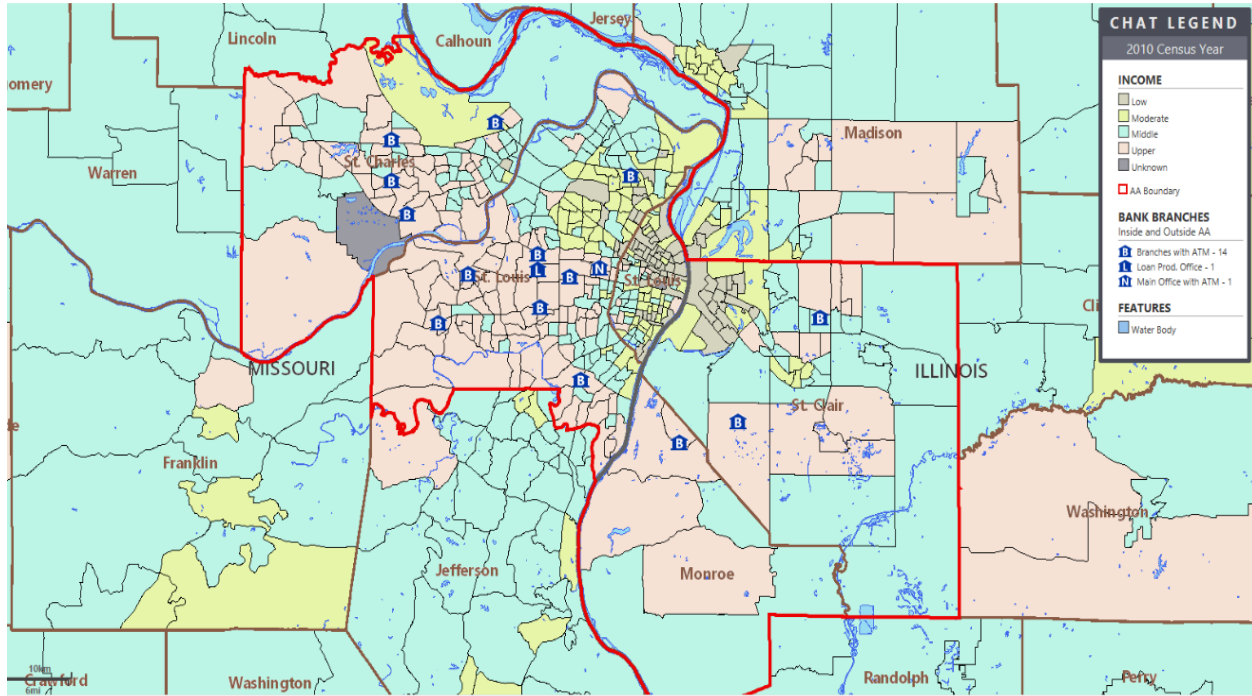 Jersey
Lincoln
Calhoun
omery
Madison
St. Charles
Warren
St. Louis
St. Louis
MISSOURI
ILLINOIS
St. Clair
Franklin
Washington
Jefferson
Monroe
10km
6mi
Crawford
Washington
Randolph
Perry
B
B
B
B
B
B
B
B
B
B
B
B
B
B
L
N
CHAT LEGEND
2010 Census Year
INCOME
Low
Moderate
Middle
Upper
Unknown
AA Boundary
BANK BRANCHES
Inside and Outside AA
B Branches with ATM - 14
L Loan Prod. Office - 1
N Main Office with ATM - 1
FEATURES
Water Body